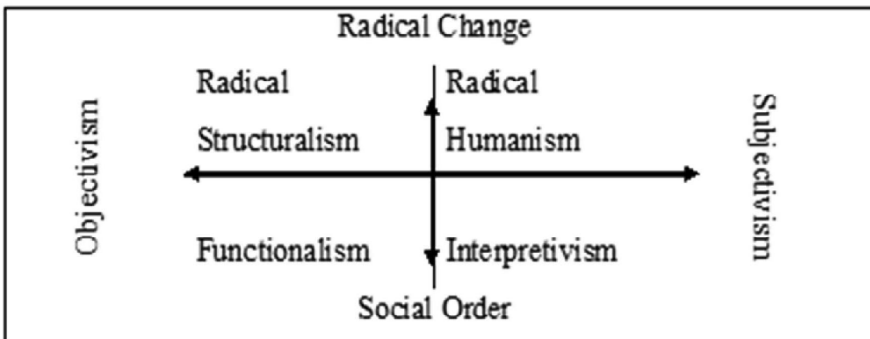 Radical Change
Objectivism
Radical
Structuralism
Radical
Humanism
Subjectivism
Functionalism
Interpretivism
Social Order